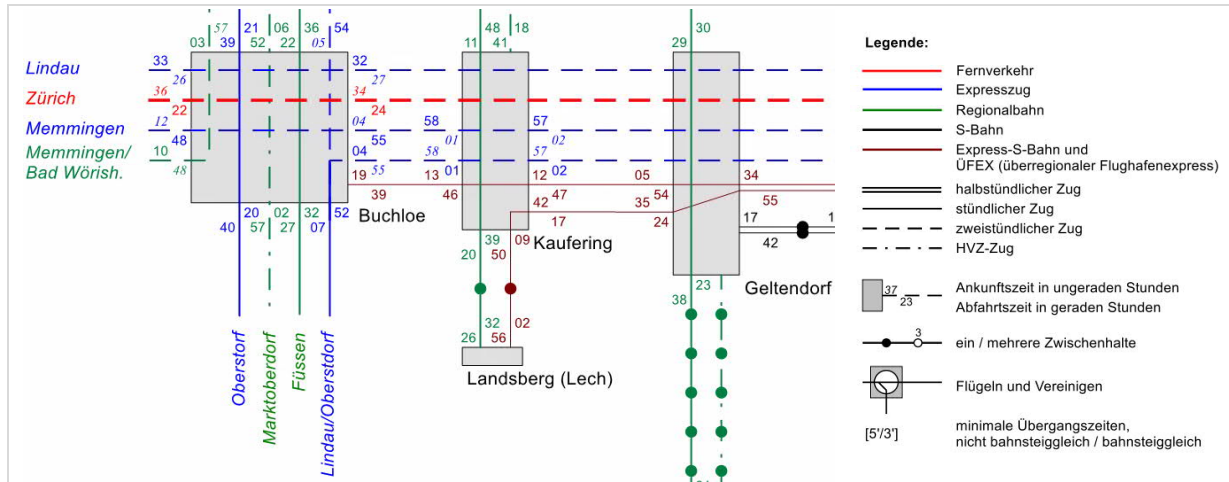 57
03
39
21
52
06
22
36
05
54
11
48
41
18
29
30
Legende:
Lindau
33
26
32
27
Fernverkehr
Zürich
36
22
34
24
Expresszug
Regionalbahn
Memmingen
12
48
04
55
58
01
57
02
S-Bahn
Memmingen/
Bad Wörish.
10
48
04
55
58
01
57
02
Express-S-Bahn und
ÜFEX (überregionaler Flughafenexpress)
19
39
13
46
12
47
05
54
34
55
halbstündlicher Zug
42
17
35
24
17
42
1
stündlicher Zug
zweistündlicher Zug
HVZ-Zug
Buchloe
Kaufering
Geltendorf
40
20
57
02
27
32
07
52
20
39
50
09
38
23
37
23
Ankunftszeit in ungeraden Stunden
Abfahrtszeit in geraden Stunden
26
32
56
02
3
ein / mehrere Zwischenhalte
Landsberg (Lech)
Oberstorf
Marktoberdorf
Füssen
Lindau/Oberstdorf
Flügeln und Vereinigen
[5'/3']
minimale Übergangszeiten,
nicht bahnsteiggleich / bahnsteiggleich